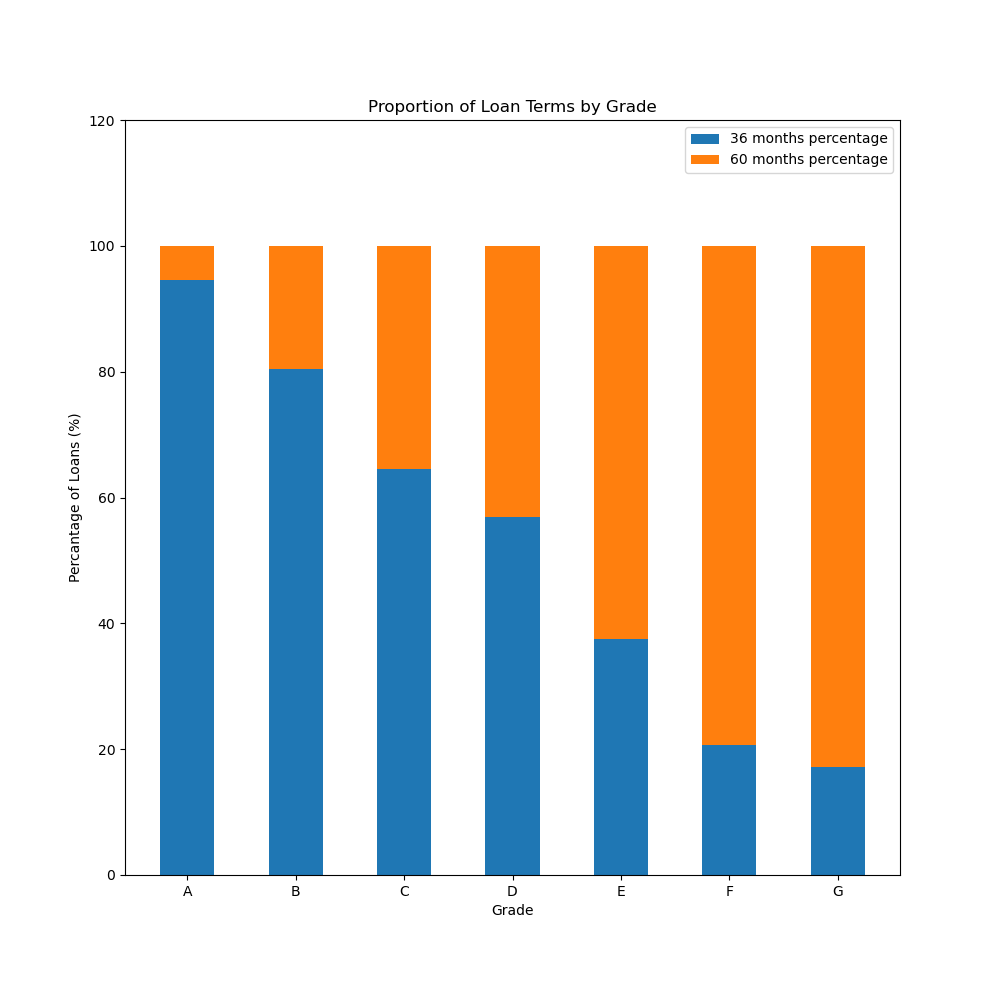 Proportion of Loan Terms by Grade
36 months percentage
60 months percentage
Percantage of Loans (%)
120
100
80
60
40
20
0
A B C D E F G
Grade